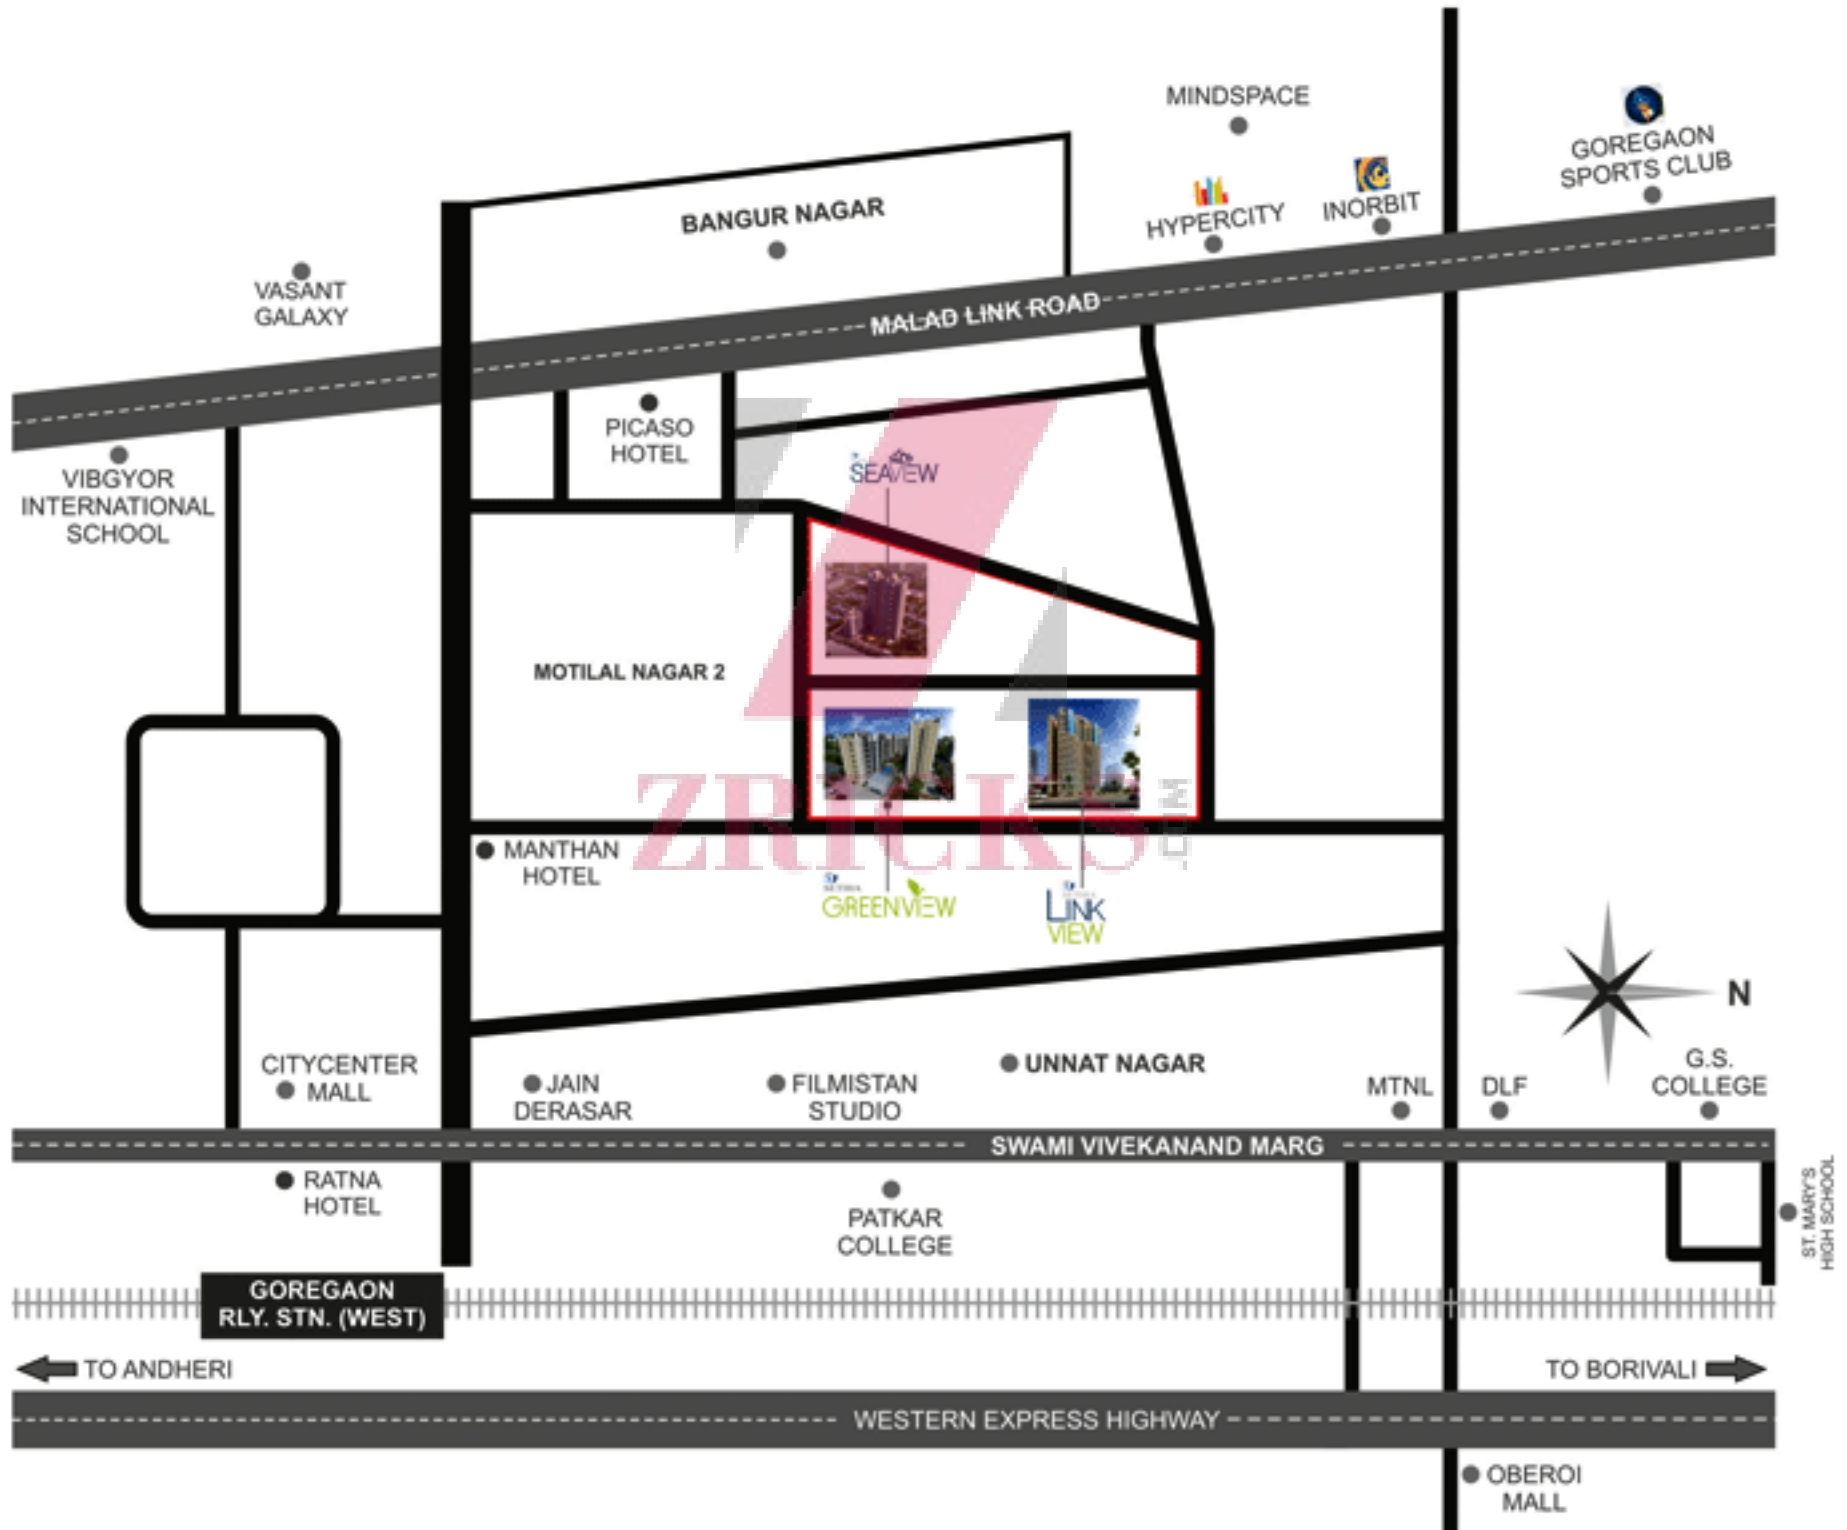 MINDSPACE
GOREGAON
SPORTS CLUB
INORBIT
HYPERCITY
BANGUR NAGAR
VASANT
GALAXY
MALAD LINK ROAD
PICASO
HOTEL
VIBGYOR
INTERNATIONAL
SCHOOL
SEAVIEW
MOTILAL NAGAR 2
ZRICKS
.COM
MANTHAN
HOTEL
GREENVIEW
LINK
VIEW
N
CITYCENTER
MALL
JAIN
DERASAR
FILMISTAN
STUDIO
UNNAT NAGAR
MTNL
DLF
G.S.
COLLEGE
SWAMI VIVEKANAND MARG
RATNA
HOTEL
PATKAR
COLLEGE
ST. MARY'S
HIGH SCHOOL
GOREGAON
RLY. STN. (WEST)
TO ANDHERI
TO BORIVALI
WESTERN EXPRESS HIGHWAY
OBEROI
MALL